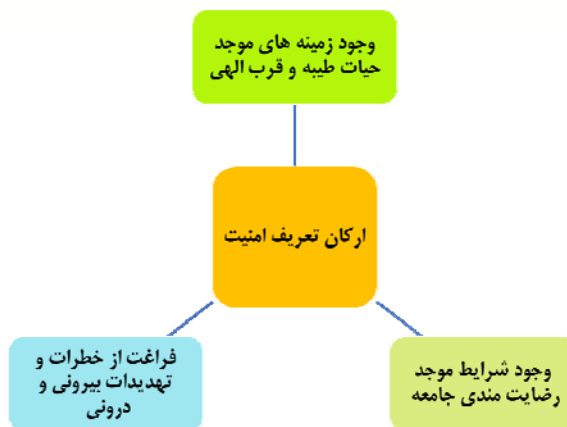 وجود زمینه های موجد
حیات طیبه و قرب الهی
ارکان تعریف امنیت
وجود شرایط موجد
رضایت مندی جامعه
فراغت از خطرات و
تهدیدات بیرونی و
درونی